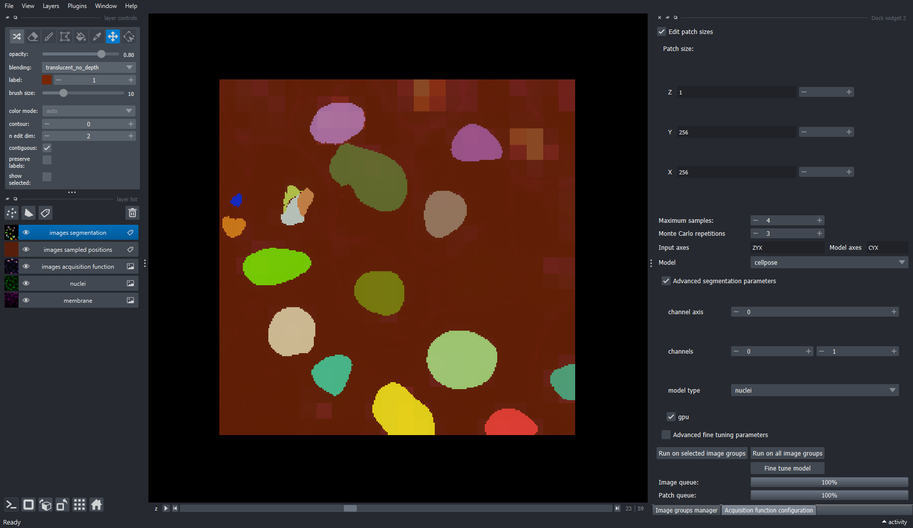 File View Layers Plugins Window Help
layer controls
opacity: 0.80
blending: translucent_no_depth
label: 1
brush size: 10
color mode: auto
contour: 0
n edit dim: 2
contiguous:
preserve
labels:
show
selected:
layer list
images segmentation
images sampled positions
images acquisition function
nuclei
membrane
z 23 59
Ready
Dock widget 2
Edit patch sizes
Patch size:
Z 1
Y 256
X 256
Maximum samples: 4
Monte Carlo repetitions 3
Input axes ZYX Model axes CYX
Model cellpose
Advanced segmentation parameters
channel axis 0
channels 0 1
model type nuclei
gpu
Advanced fine tuning parameters
Run on selected image groups Run on all image groups
Fine tune model
Image queue: 100%
Patch queue: 100%
Image groups manager Acquisition function configuration
activity